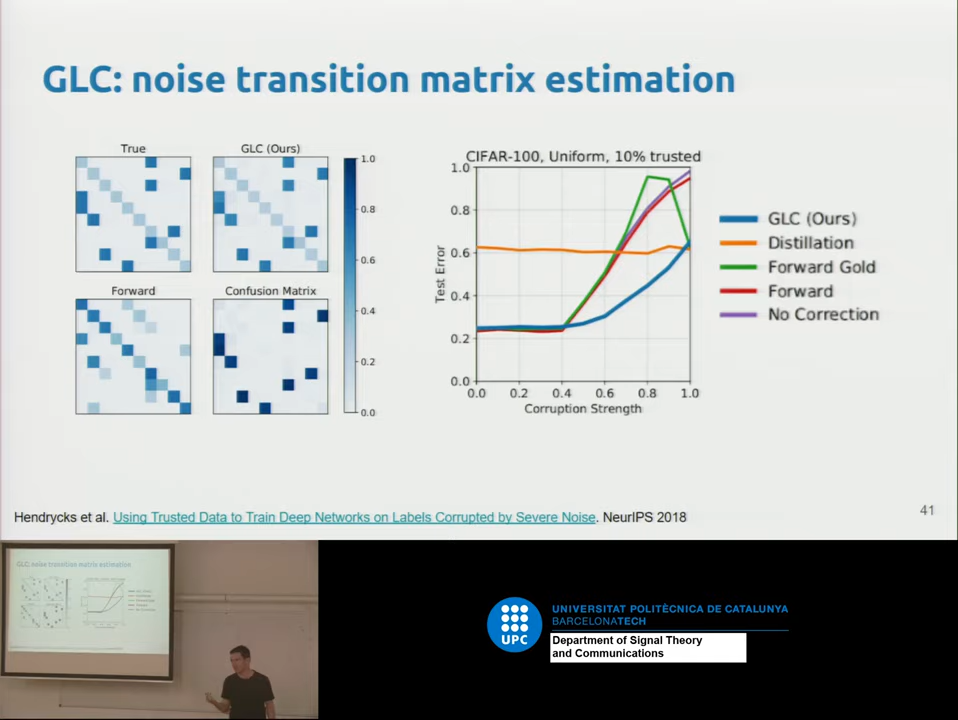 GLC: noise transition matrix estimation
True
GLC (Ours)
1.0
0.8
0.6
0.4
0.2
0.0
Forward
Confusion Matrix
CIFAR-100, Uniform, 10% trusted
1.0
0.8
0.6
0.4
0.2
0.0
Test Error
0.0 0.2 0.4 0.6 0.8 1.0
Corruption Strength
GLC (Ours)
Distillation
Forward Gold
Forward
No Correction
Hendrycks et al. Using Trusted Data to Train Deep Networks on Labels Corrupted by Severe Noise. NeurIPS 2018
41
GLC: noise transition matrix estimation
UPC
UNIVERSITAT POLITÈCNICA DE CATALUNYA
BARCELONATECH
Department of Signal Theory
and Communications